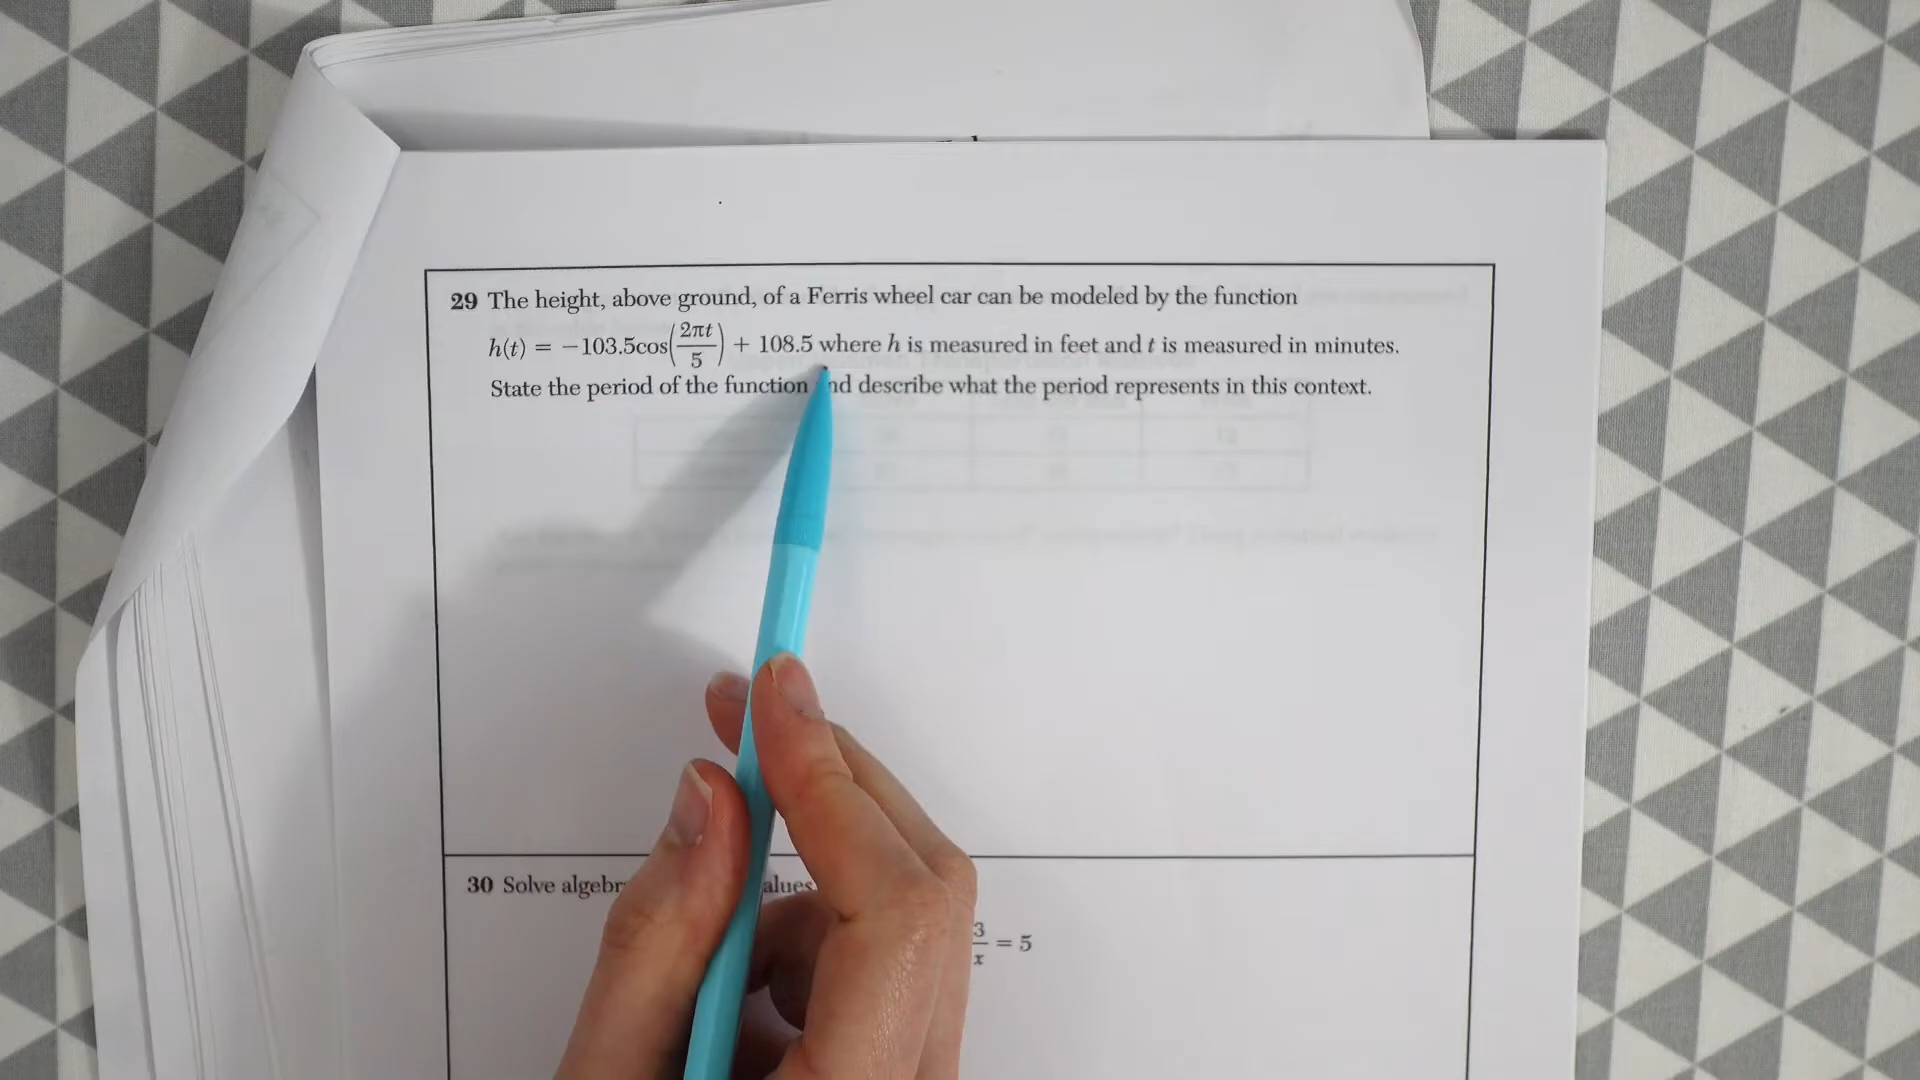 29 The height, above ground, of a Ferris wheel car can be modeled by the function
h(t) = −103.5cos(2πt/5) + 108.5 where h is measured in feet and t is measured in minutes.
State the period of the function nd describe what the period represents in this context.
30 Solve algebr alues
3/x = 5